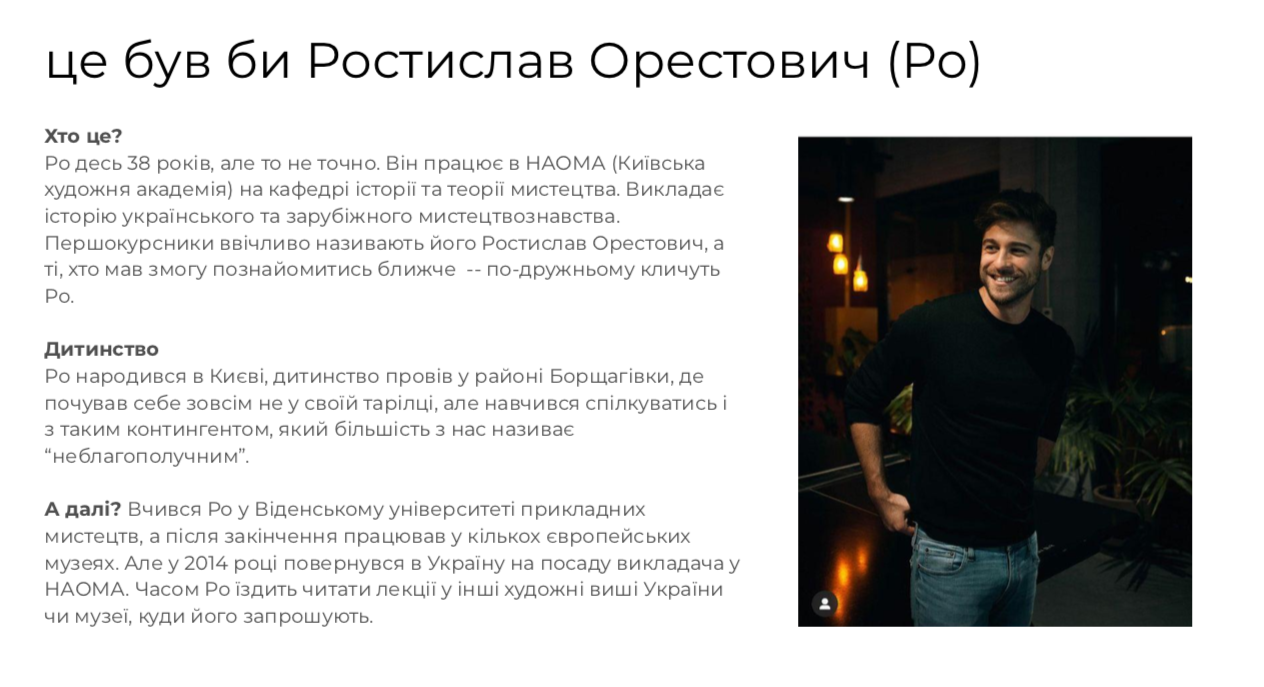 це був би Ростислав Орестович (Ро)
Хто це?
Ро десь 38 років, але то не точно. Він працює в НАОМА (Київська
художня академія) на кафедрі історії та теорії мистецтва. Викладає
історію українського та зарубіжного мистецтвознавства.
Першокурсники ввічливо називають його Ростислав Орестович, а
ті, хто мав змогу познайомитись ближче -- по-дружньому кличуть
Ро.
Дитинство
Ро народився в Києві, дитинство провів у районі Борщагівки, де
почував себе зовсім не у своїй тарілці, але навчився спілкуватись і
з таким контингентом, який більшість з нас називає
“неблагополучним”.
А далі? Вчився Ро у Віденському університеті прикладних
мистецтв, а після закінчення працював у кількох європейських
музеях. Але у 2014 році повернувся в Україну на посаду викладача у
НАОМА. Часом Ро їздить читати лекції у інші художні виші України
чи музеї, куди його запрошують.